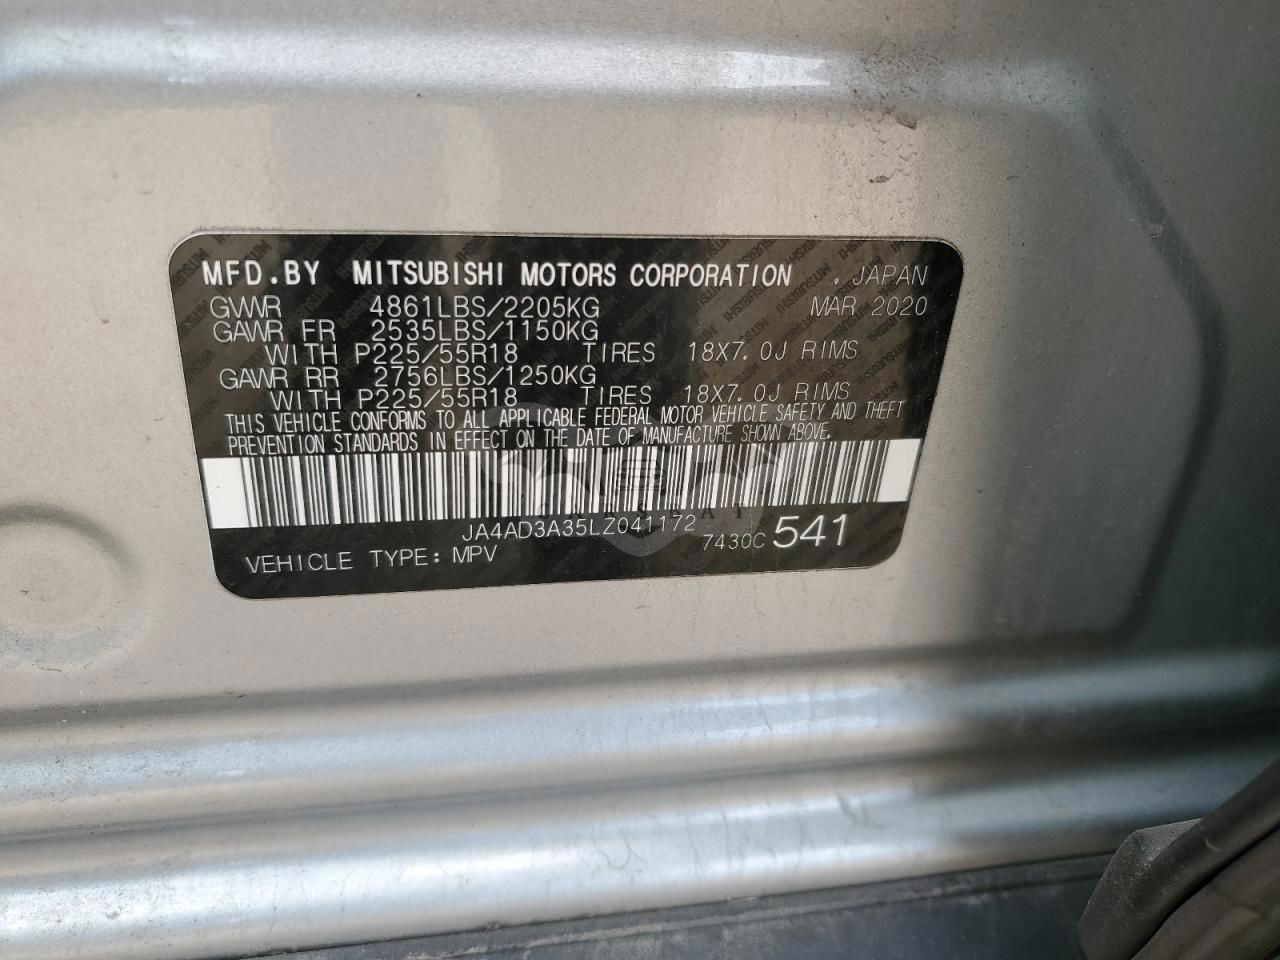 MFD.BY MITSUBISHI MOTORS CORPORATION , JAPAN
GVWR 4861LBS/2205KG MAR 2020
GAWR FR 2535LBS/1150KG
WITH P225/55R18 TIRES 18X7.0J RIMS
GAWR RR 2756LBS/1250KG
WITH P225/55R18 TIRES 18X7.0J RIMS
THIS VEHICLE CONFORMS TO ALL APPLICABLE FEDERAL MOTOR VEHICLE SAFETY AND THEFT
PREVENTION STANDARDS IN EFFECT ON THE DATE OF MANUFACTURE SHOWN ABOVE.
JA4AD3A35LZ041172
7430C 541
VEHICLE TYPE: MPV